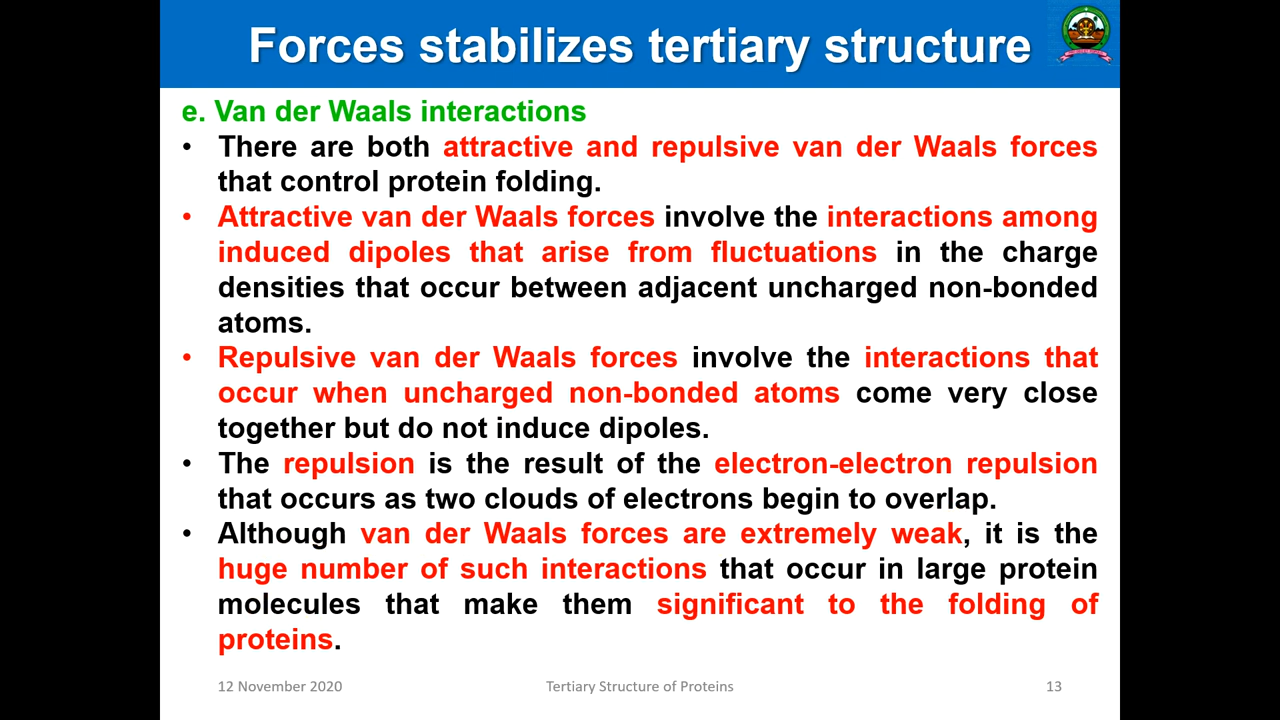 Forces stabilizes tertiary structure
e. Van der Waals interactions
• There are both attractive and repulsive van der Waals forces
that control protein folding.
• Attractive van der Waals forces involve the interactions among
induced dipoles that arise from fluctuations in the charge
densities that occur between adjacent uncharged non-bonded
atoms.
• Repulsive van der Waals forces involve the interactions that
occur when uncharged non-bonded atoms come very close
together but do not induce dipoles.
• The repulsion is the result of the electron-electron repulsion
that occurs as two clouds of electrons begin to overlap.
• Although van der Waals forces are extremely weak, it is the
huge number of such interactions that occur in large protein
molecules that make them significant to the folding of
proteins.
12 November 2020 Tertiary Structure of Proteins 13